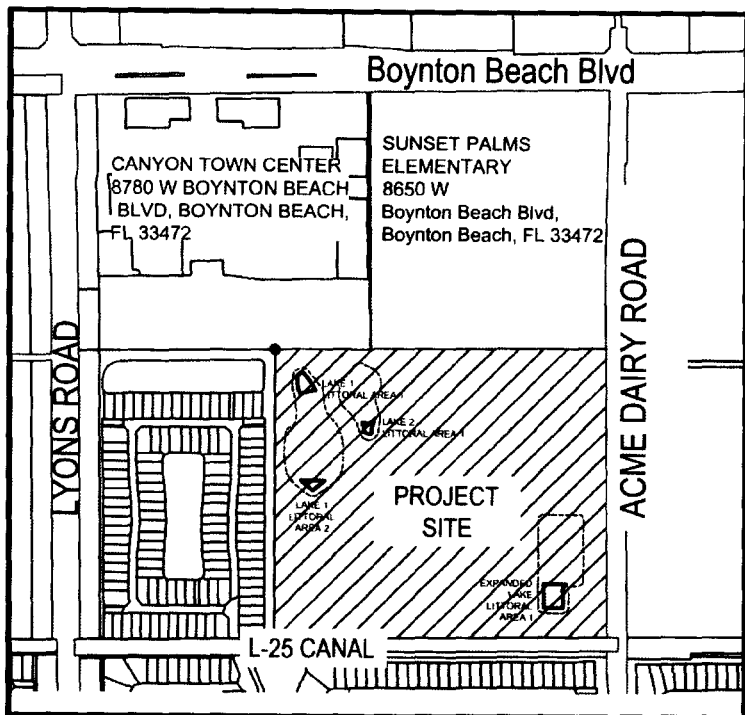 Boynton Beach Blvd
CANYON TOWN CENTER
8780 W BOYNTON BEACH
BLVD, BOYNTON BEACH,
FL 33472
SUNSET PALMS
ELEMENTARY
8650 W
Boynton Beach Blvd,
Boynton Beach, FL 33472
LYONS ROAD
ACME DAIRY ROAD
LAKE 1
LITTORAL AREA 1
LAKE 2
LITTORAL AREA 1
LAKE 1
LITTORAL
AREA 2
PROJECT
SITE
EXPANDED
LAKE
LITTORAL
AREA 1
L-25 CANAL